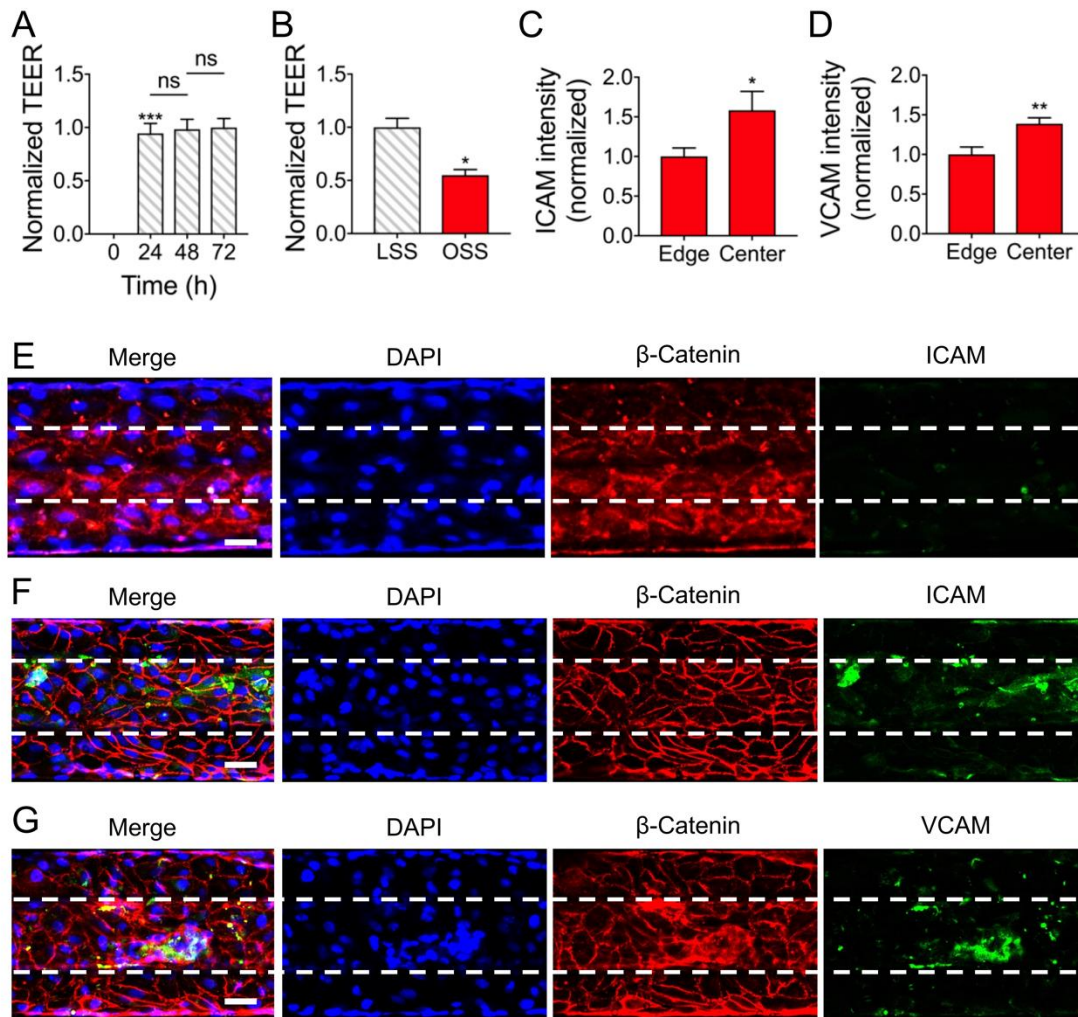 A
Normalized TEER
1.5
1.0
0.5
0.0
***
ns
ns
0 24 48 72
Time (h)
B
Normalized TEER
1.5
1.0
0.5
0.0
*
LSS OSS
C
ICAM intensity
(normalized)
2.0
1.5
1.0
0.5
0.0
*
Edge Center
D
VCAM intensity
(normalized)
2.0
1.5
1.0
0.5
0.0
**
Edge Center
E
Merge DAPI β-Catenin ICAM
F
Merge DAPI β-Catenin ICAM
G
Merge DAPI β-Catenin VCAM